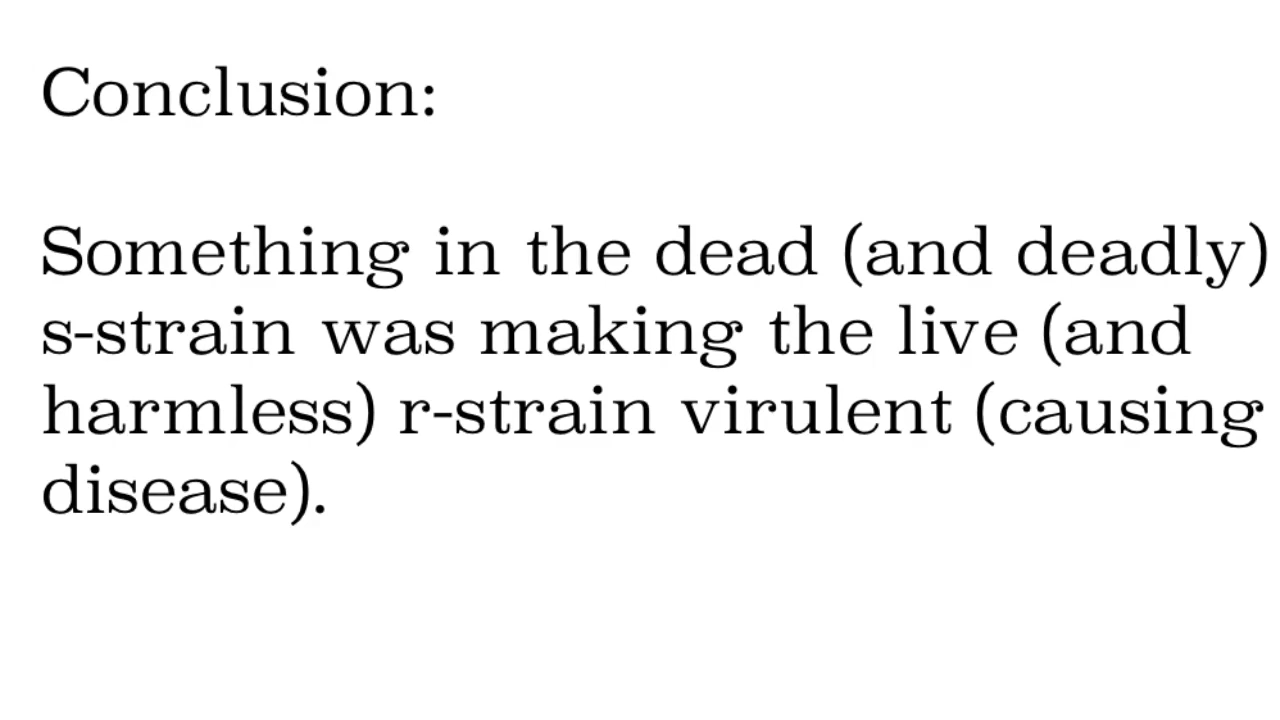 Conclusion:
Something in the dead (and deadly)
s-strain was making the live (and
harmless) r-strain virulent (causing
disease).